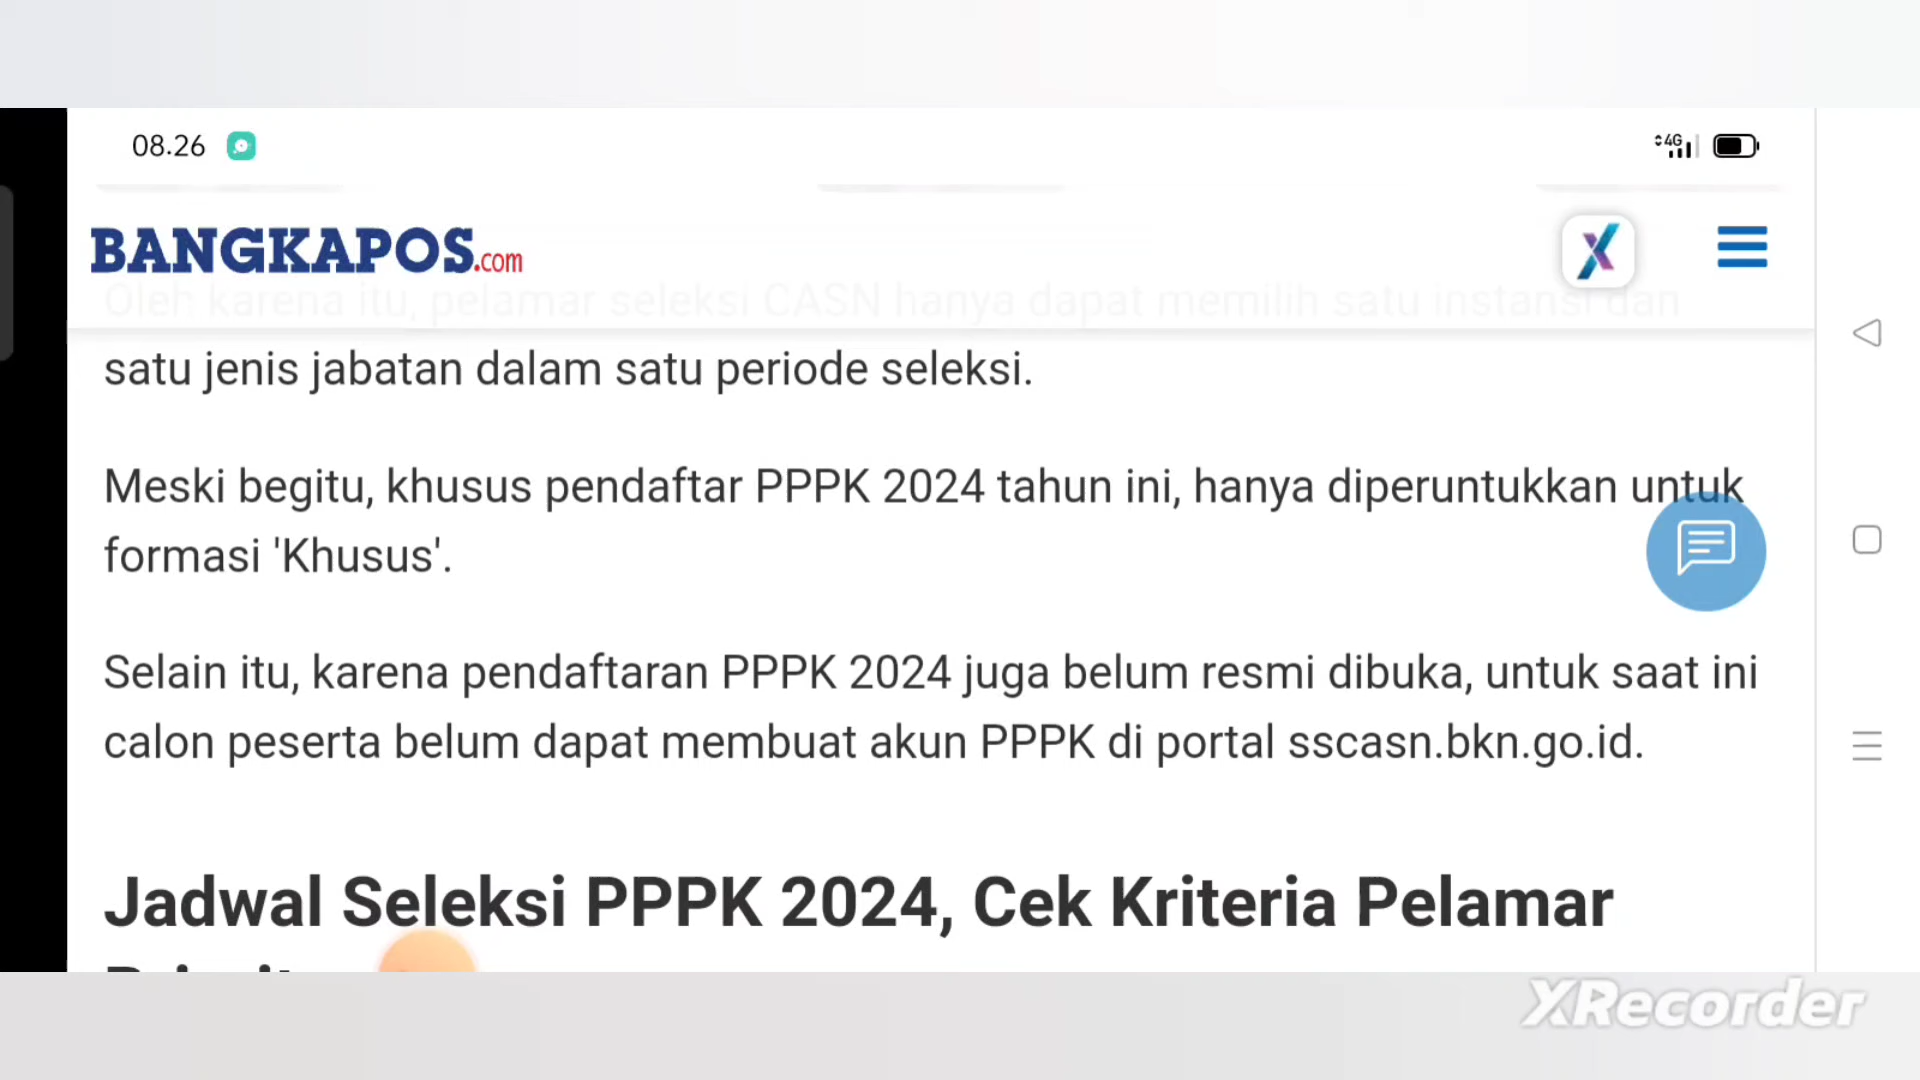 08.26
4G
BANGKAPOS.com
Oleh karena itu, pelamar seleksi CASN hanya dapat memilih satu instansi dan
satu jenis jabatan dalam satu periode seleksi.
Meski begitu, khusus pendaftar PPPK 2024 tahun ini, hanya diperuntukkan untuk
formasi 'Khusus'.
Selain itu, karena pendaftaran PPPK 2024 juga belum resmi dibuka, untuk saat ini
calon peserta belum dapat membuat akun PPPK di portal sscasn.bkn.go.id.
Jadwal Seleksi PPPK 2024, Cek Kriteria Pelamar
XRecorder